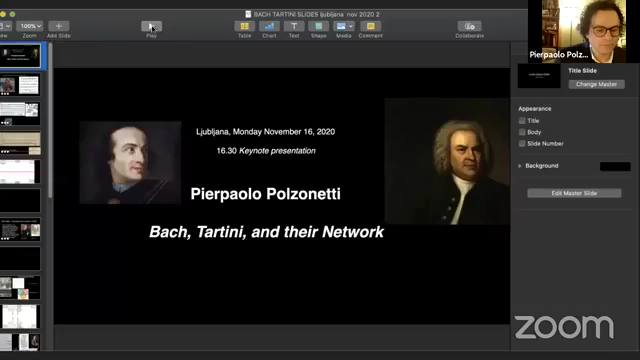 BACH TARTINI SLIDES ljubljana nov 2020 2
View
100%
Zoom
Add Slide
Play
Table
Chart
Text
Shape
Media
Comment
Collaborate
Pierpaolo Polz...
Title Slide
Change Master
Appearance
Title
Body
Slide Number
Background
Edit Master Slide
Ljubljana, Monday November 16, 2020
16.30 Keynote presentation
Pierpaolo Polzonetti
Bach, Tartini, and their Network
zoom